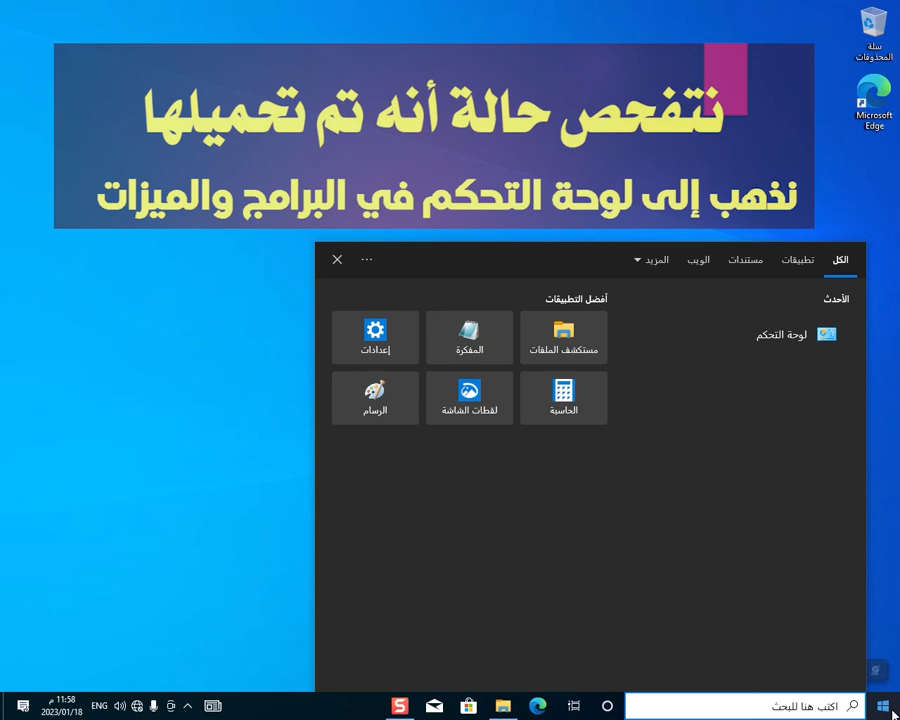 سلة
المحذوفات
Microsoft
Edge
نتفحص حالة أنه تم تحميلها
نذهب إلى لوحة التحكم في البرامج والميزات
الكل
تطبيقات
مستندات
الويب
المزيد
الأحدث
لوحة التحكم
أفضل التطبيقات
مستكشف الملفات
المفكرة
إعدادات
الحاسبة
لقطات الشاشة
الرسام
اكتب هنا للبحث
ENG
11:58 م
2023/01/18